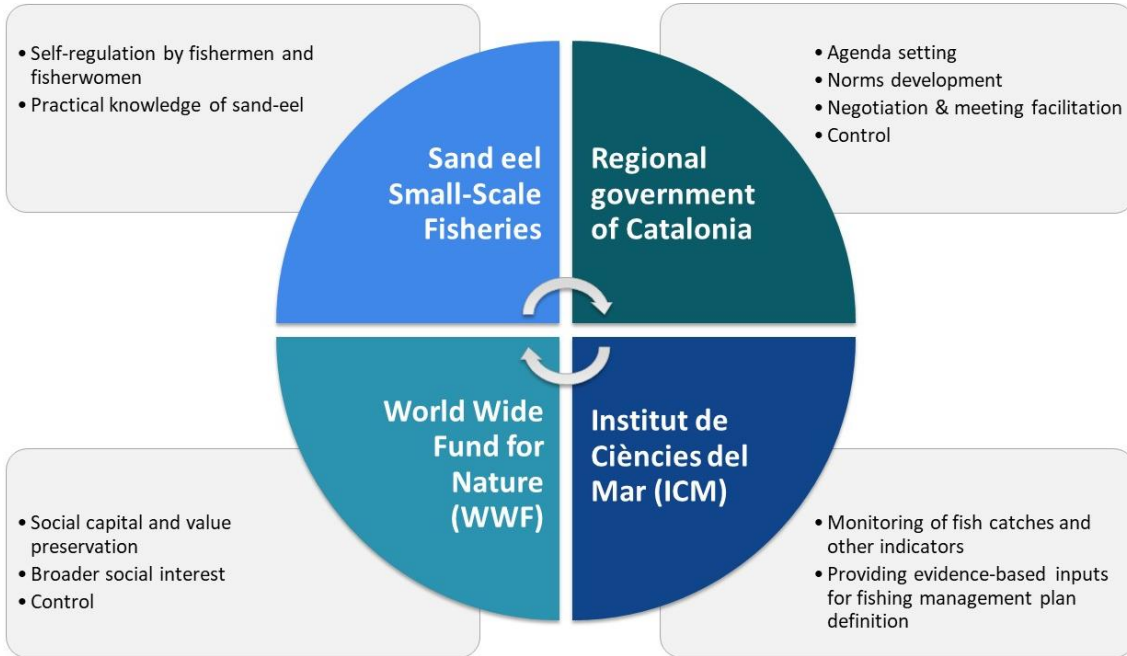 • Self-regulation by fishermen and
fisherwomen
• Practical knowledge of sand-eel
• Agenda setting
• Norms development
• Negotiation & meeting facilitation
• Control
Sand eel
Small-Scale
Fisheries
Regional
government
of Catalonia
World Wide
Fund for
Nature
(WWF)
Institut de
Ciències del
Mar (ICM)
• Social capital and value
preservation
• Broader social interest
• Control
• Monitoring of fish catches and
other indicators
• Providing evidence-based inputs
for fishing management plan
definition